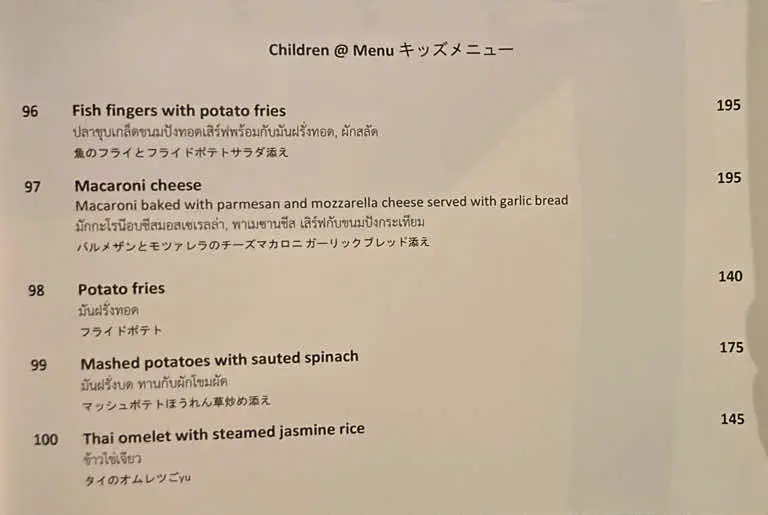 Children @ Menu キッズメニュー
96 Fish fingers with potato fries 195
ปลาชุบเกล็ดขนมปังทอดเสิร์ฟพร้อมกับมันฝรั่งทอด, ผักสลัด
魚のフライとフライドポテトサラダ添え
97 Macaroni cheese 195
Macaroni baked with parmesan and mozzarella cheese served with garlic bread
มักกะโรนีอบชีสมอสเซเรลล่า, พาเมซานชีส เสิร์ฟกับขนมปังกระเทียม
パルメザンとモツァレラのチーズマカロニ ガーリックブレッド添え
98 Potato fries 140
มันฝรั่งทอด
フライドポテト
99 Mashed potatoes with sauted spinach 175
มันฝรั่งบด ทานกับผักโขมผัด
マッシュポテトほうれん草炒め添え
100 Thai omelet with steamed jasmine rice 145
ข้าวไข่เจียว
タイのオムレツごyu